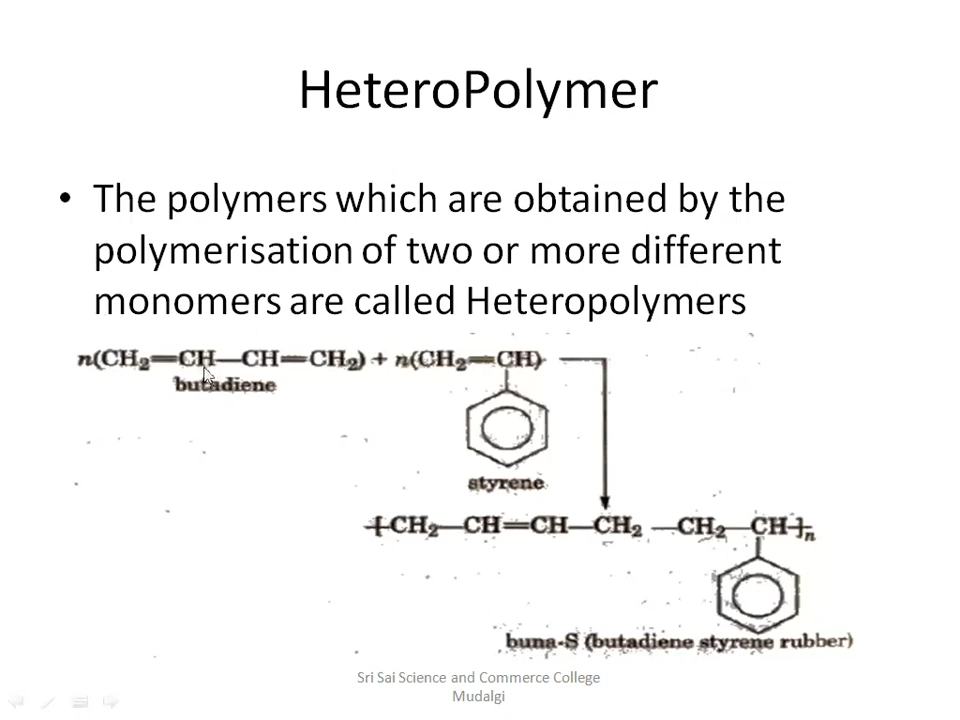 HeteroPolymer
• The polymers which are obtained by the
polymerisation of two or more different
monomers are called Heteropolymers
n(CH₂═CH—CH═CH₂) + n(CH₂═CH)
butadiene
styrene
[CH₂—CH═CH—CH₂—CH₂—CH]ₙ
buna-S (butadiene styrene rubber)
Sri Sai Science and Commerce College
Mudalgi